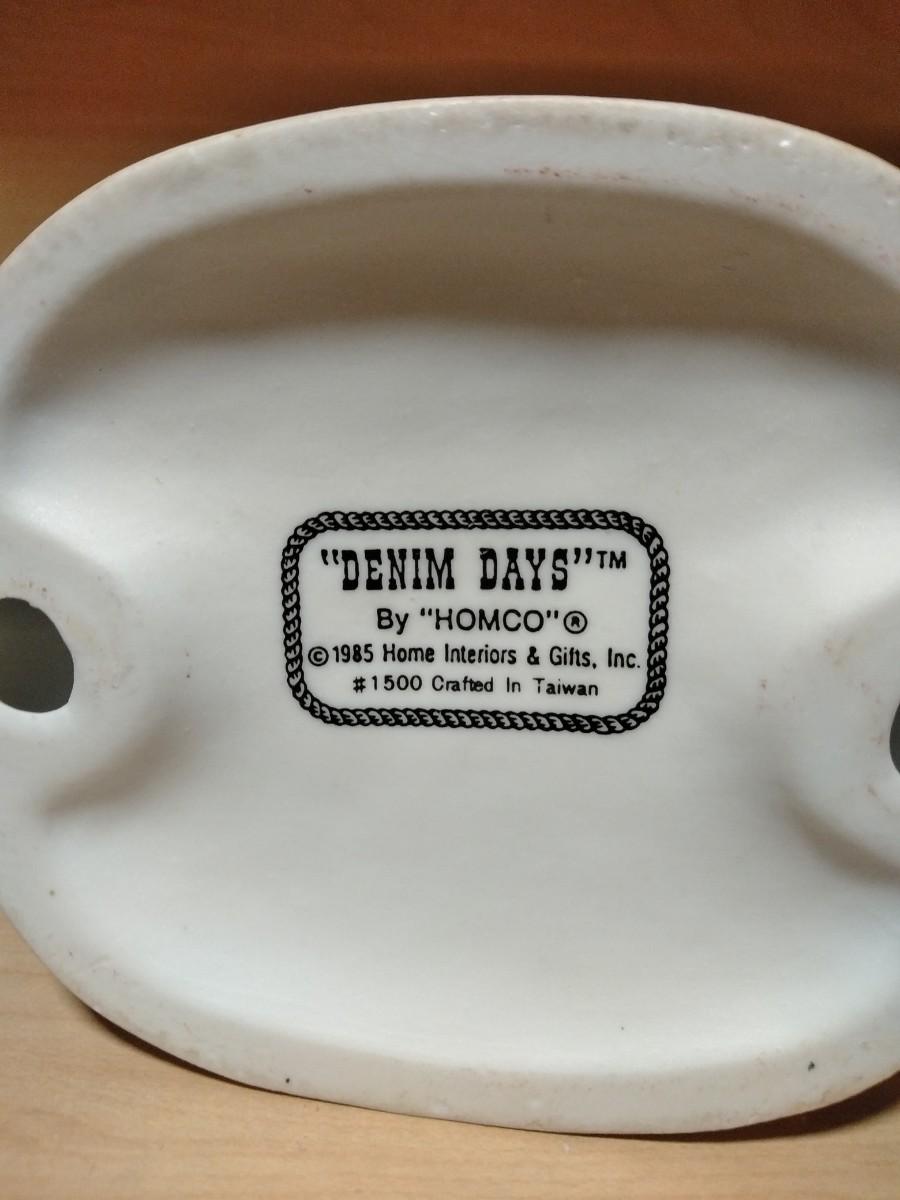 "DENIM DAYS"™
By "HOMCO"®
©1985 Home Interiors & Gifts, Inc.
#1500 Crafted In Taiwan